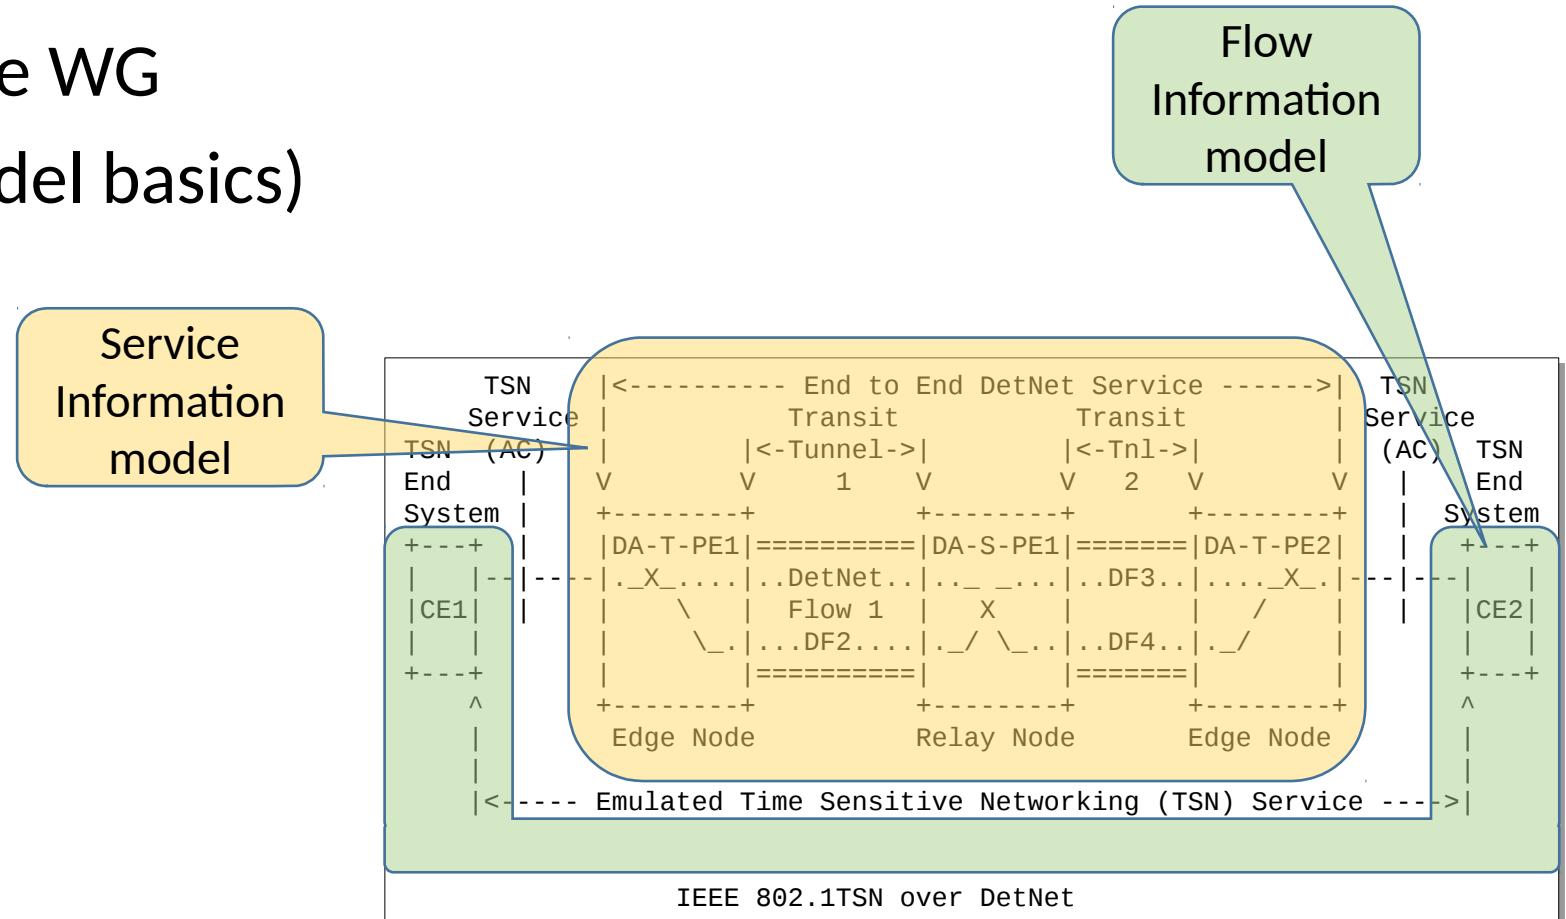 e WG
del basics)
Flow
Information
model
Service
Information
model
      TSN    |<---------- End to End DetNet Service ------>|  TSN
     Service |           Transit           Transit         | Service
 TSN  (AC)   |         |<-Tunnel->|         |<-Tnl->|        |  (AC)  TSN
 End    |    V        V     1    V        V   2   V        V   |    End
 System |    +--------+          +--------+       +--------+   |  System
 +---+  |    |DA-T-PE1|==========|DA-S-PE1|=======|DA-T-PE2|   |   +---+
 |   |--|----|._X_....|..DetNet..|.._ _...|..DF3..|...._X_.|---|---|   |
 |CE1|  |    |    \   |  Flow 1  |   X    |       |   /    |   |   |CE2|
 |   |       |     \_.|...DF2....|._/ \_..|..DF4..|._/     |       |   |
 +---+       |        |==========|        |=======|        |       +---+
     ^       +--------+          +--------+       +--------+       ^
     |        Edge Node          Relay Node       Edge Node        |
     |                                                             |
     |<----- Emulated Time Sensitive Networking (TSN) Service ---->|
IEEE 802.1TSN over DetNet